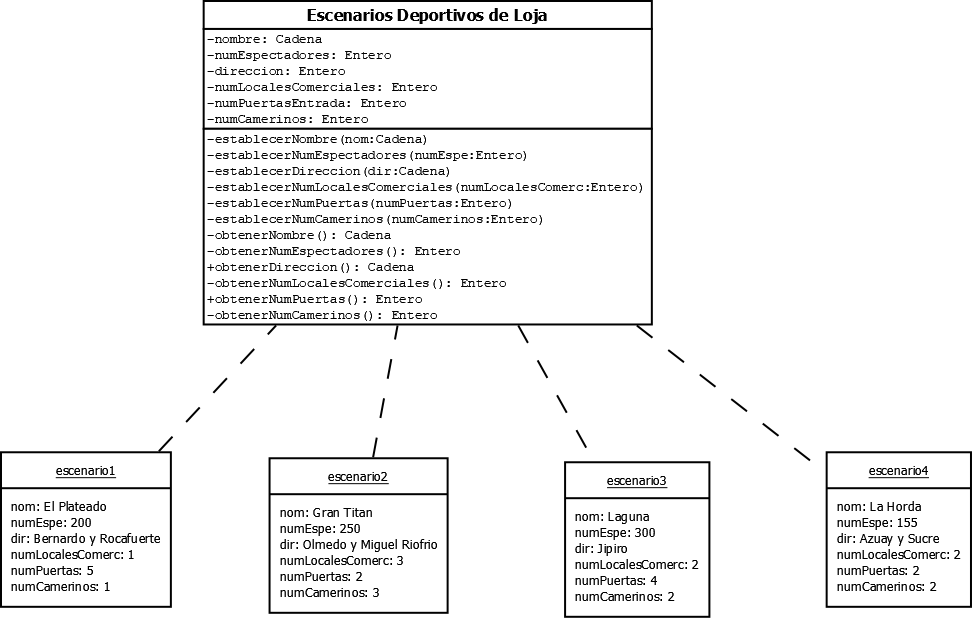 Escenarios Deportivos de Loja
-nombre: Cadena
-numEspectadores: Entero
-direccion: Entero
-numLocalesComerciales: Entero
-numPuertasEntrada: Entero
-numCamerinos: Entero
-establecerNombre(nom:Cadena)
-establecerNumEspectadores(numEspe:Entero)
-establecerDireccion(dir:Cadena)
-establecerNumLocalesComerciales(numLocalesComerc:Entero)
-establecerNumPuertas(numPuertas:Entero)
-establecerNumCamerinos(numCamerinos:Entero)
-obtenerNombre(): Cadena
-obtenerNumEspectadores(): Entero
+obtenerDireccion(): Cadena
-obtenerNumLocalesComerciales(): Entero
+obtenerNumPuertas(): Entero
-obtenerNumCamerinos(): Entero
escenario1
nom: El Plateado
numEspe: 200
dir: Bernardo y Rocafuerte
numLocalesComerc: 1
numPuertas: 5
numCamerinos: 1
escenario2
nom: Gran Titan
numEspe: 250
dir: Olmedo y Miguel Riofrio
numLocalesComerc: 3
numPuertas: 2
numCamerinos: 3
escenario3
nom: Laguna
numEspe: 300
dir: Jipiro
numLocalesComerc: 2
numPuertas: 4
numCamerinos: 2
escenario4
nom: La Horda
numEspe: 155
dir: Azuay y Sucre
numLocalesComerc: 2
numPuertas: 2
numCamerinos: 2